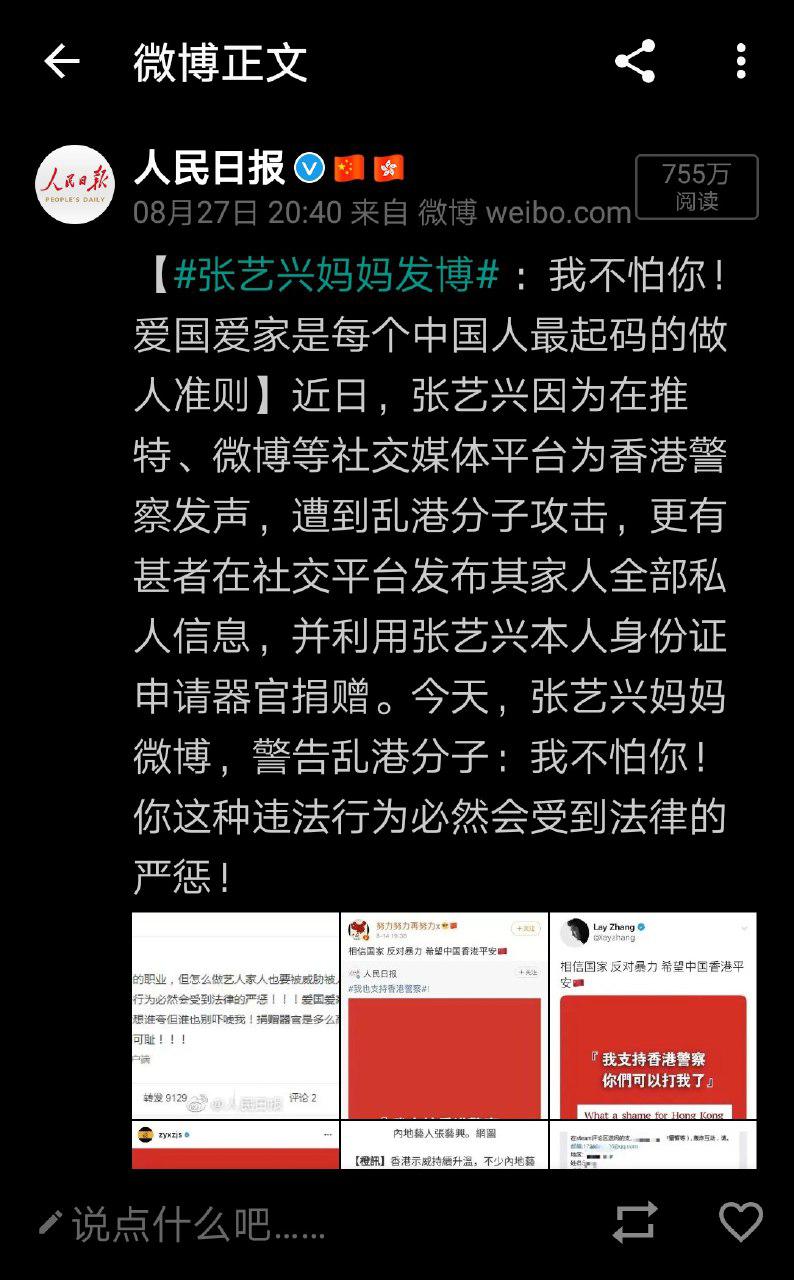 微博正文
人民日报
755万
阅读
人民日报
PEOPLE'S DAILY
08月27日 20:40 来自 微博 weibo.com
【#张艺兴妈妈发博#：我不怕你！
爱国爱家是每个中国人最起码的做
人准则】近日，张艺兴因为在推
特、微博等社交媒体平台为香港警
察发声，遭到乱港分子攻击，更有
甚者在社交平台发布其家人全部私
人信息，并利用张艺兴本人身份证
申请器官捐赠。今天，张艺兴妈妈
微博，警告乱港分子：我不怕你！
你这种违法行为必然会受到法律的
严惩！
的职业，但怎么做艺人家人也要被威胁被
行为必然会受到法律的严惩！！！爱国爱
想谁夸但谁也别吓唬我！捐赠器官是多么
可耻！！！
户端
转发 9129
评论 2
@人民日报
努力努力再努力x
8-14 19:38
+关注
相信国家 反对暴力 希望中国香港平安
人民日报
+关注
#我也支持香港警察#!
Lay Zhang
@layzhang
相信国家 反对暴力 希望中国香港平
安
『我支持香港警察
你們可以打我了』
What a shame for Hong Kong
zyxzjs
內地藝人張藝興。網圖
【橙訊】香港示威持續升溫，不少內地藝
地区:
姓名:
说点什么吧……